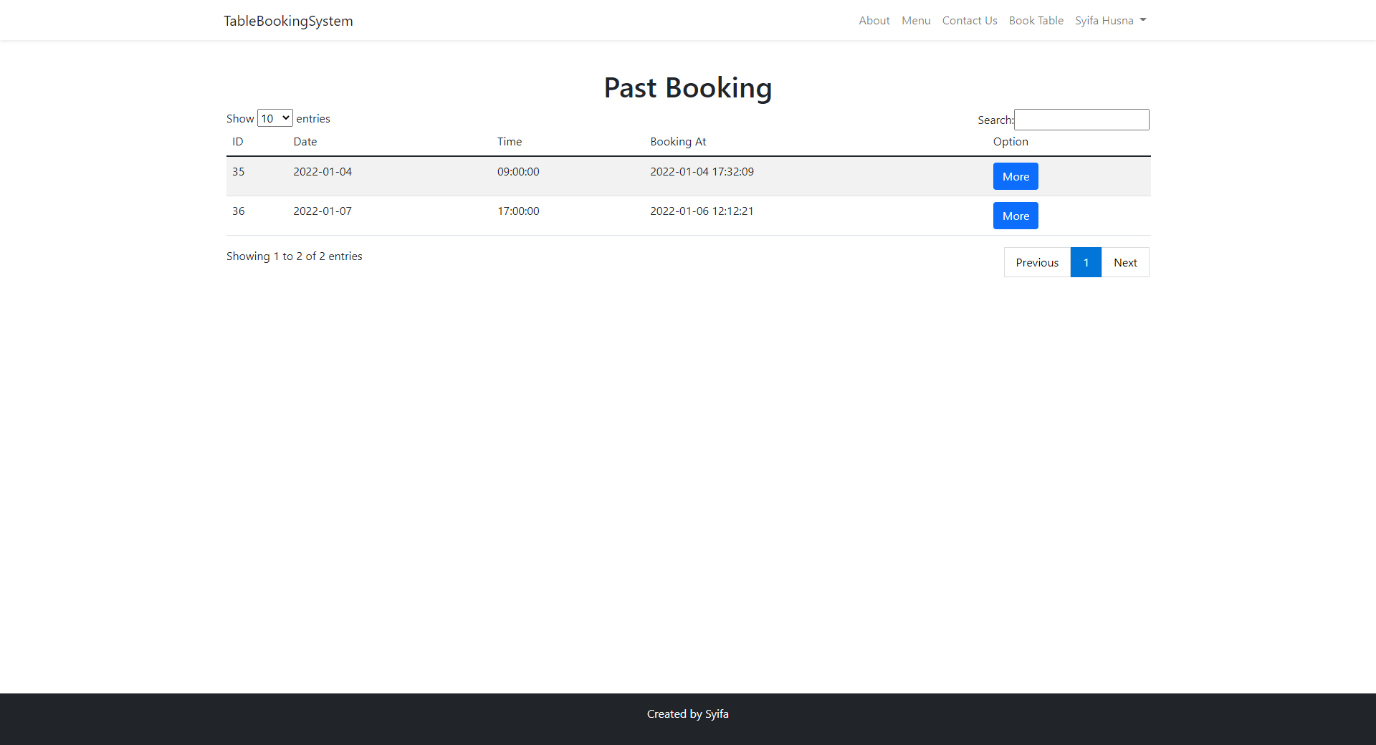 TableBookingSystem About Menu Contact Us Book Table Syifa Husna
Past Booking
Show 10 entries Search:
ID Date Time Booking At Option
35 2022-01-04 09:00:00 2022-01-04 17:32:09 More
36 2022-01-07 17:00:00 2022-01-06 12:12:21 More
Showing 1 to 2 of 2 entries Previous 1 Next
Created by Syifa